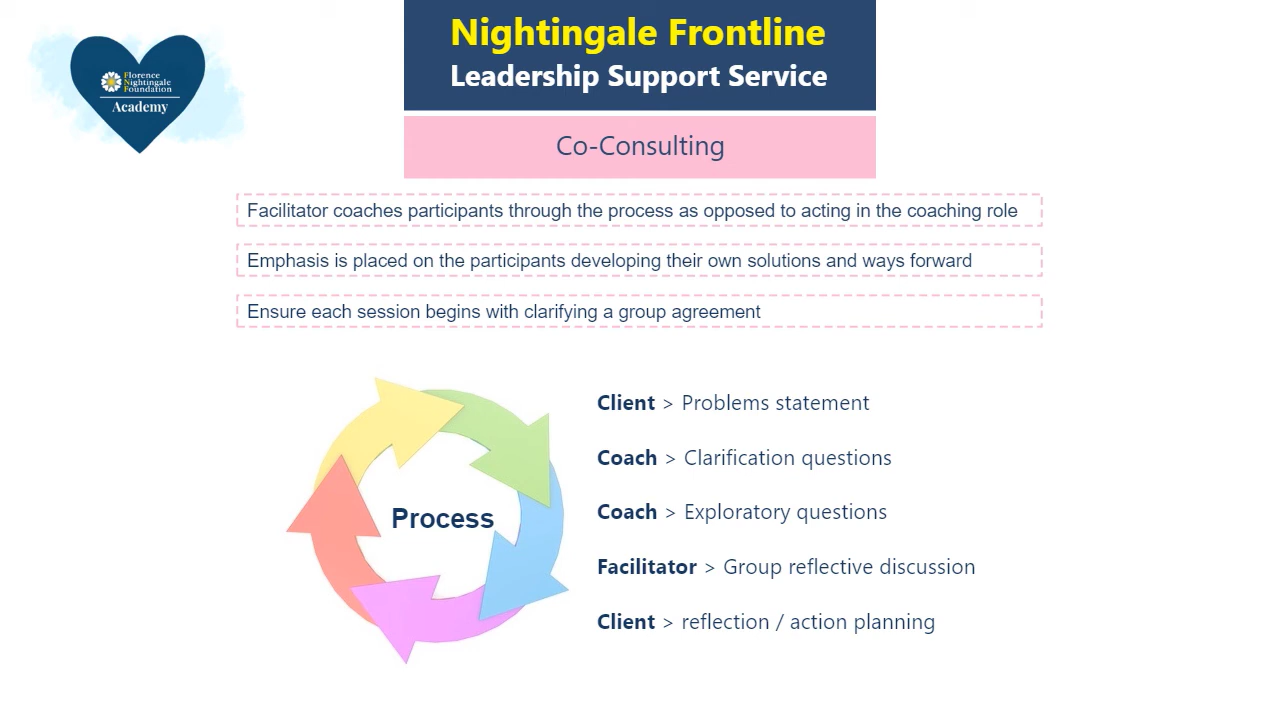 Florence
Nightingale
Foundation
Academy
Nightingale Frontline
Leadership Support Service
Co-Consulting
Facilitator coaches participants through the process as opposed to acting in the coaching role
Emphasis is placed on the participants developing their own solutions and ways forward
Ensure each session begins with clarifying a group agreement
Process
Client > Problems statement
Coach > Clarification questions
Coach > Exploratory questions
Facilitator > Group reflective discussion
Client > reflection / action planning